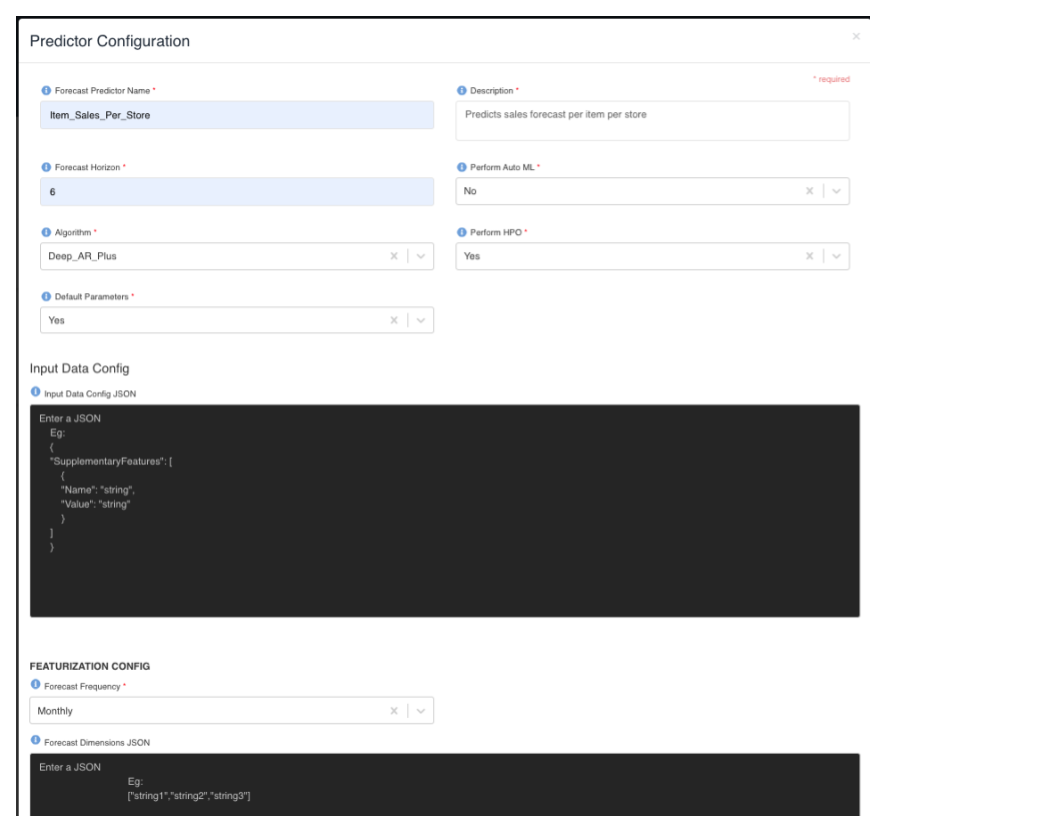 Predictor Configuration
* required
Forecast Predictor Name *
Item_Sales_Per_Store
Description *
Predicts sales forecast per item per store
Forecast Horizon *
6
Perform Auto ML *
No
Algorithm *
Deep_AR_Plus
Perform HPO *
Yes
Default Parameters *
Yes
Input Data Config
Input Data Config JSON
Enter a JSON
Eg:
{
"SupplementaryFeatures": [
{
"Name": "string",
"Value": "string"
}
]
}
FEATURIZATION CONFIG
Forecast Frequency *
Monthly
Forecast Dimensions JSON
Enter a JSON
Eg:
["string1","string2","string3"]